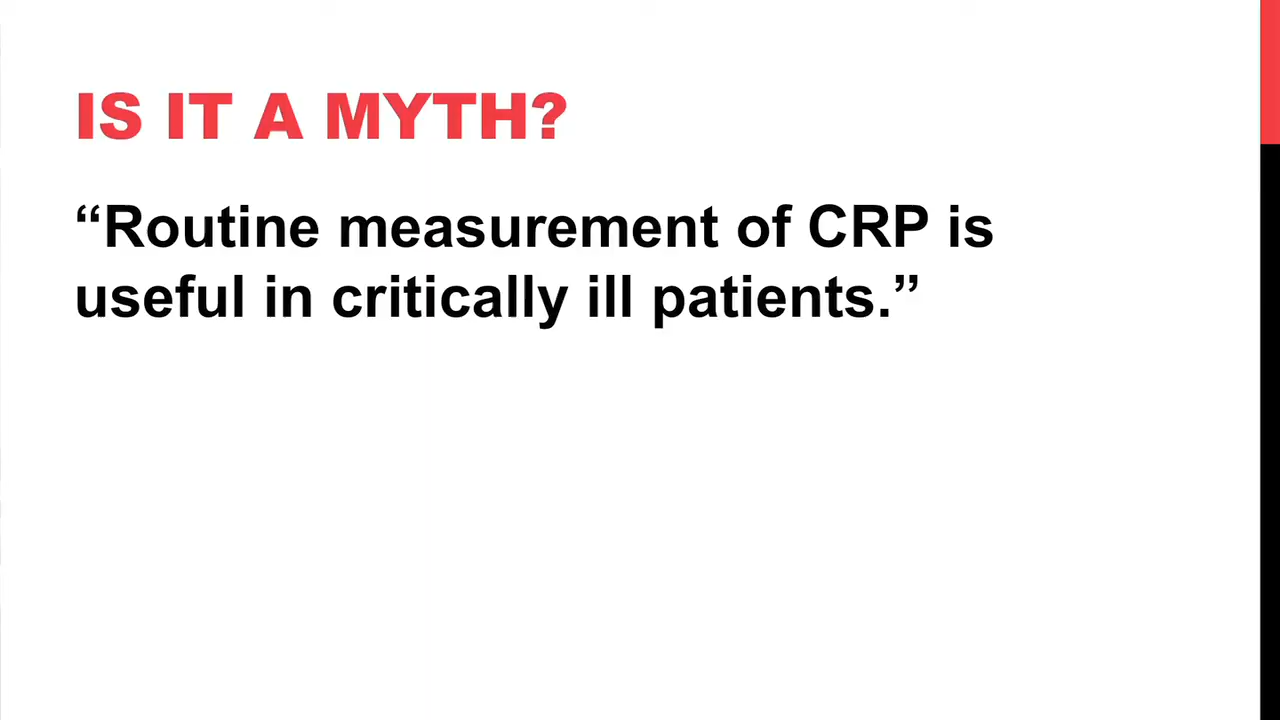 IS IT A MYTH?
“Routine measurement of CRP is
useful in critically ill patients.”